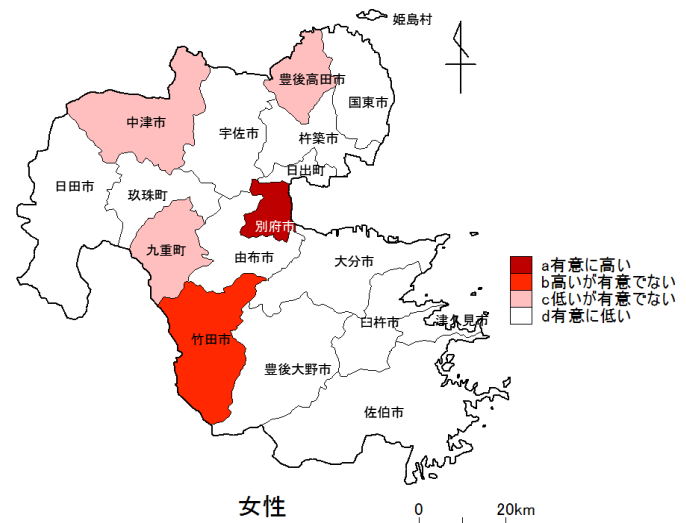 姫島村
豊後高田市
国東市
中津市
宇佐市
杵築市
日出町
日田市
玖珠町
別府市
九重町
由布市
大分市
a有意に高い
b高いが有意でない
c低いが有意でない
d有意に低い
臼杵市
津久見市
竹田市
豊後大野市
佐伯市
女性
0 20km